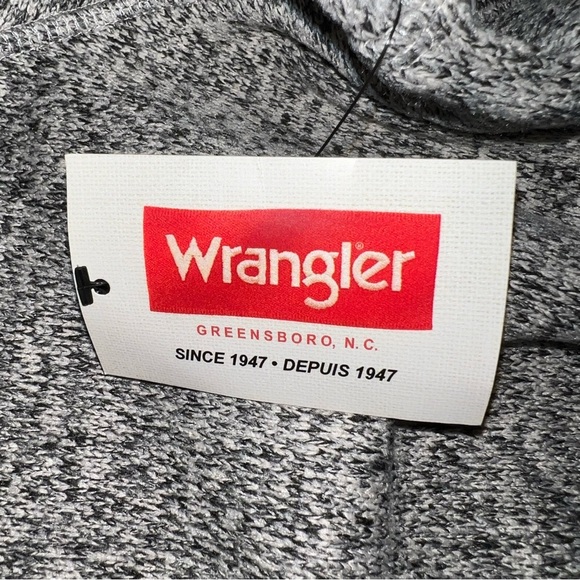 Wrangler®
GREENSBORO, N.C.
SINCE 1947 • DEPUIS 1947